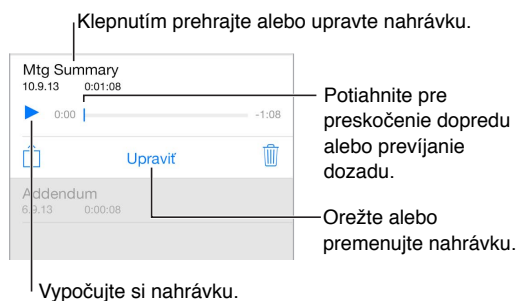 Klepnutím prehrajte alebo upravte nahrávku.
Mtg Summary
10.9.13 0:01:08
0:00 -1:08
Potiahnite pre
preskočenie dopredu
alebo prevíjanie
dozadu.
Upraviť
Addendum
6.9.13 0:00:08
Orežte alebo
premenujte nahrávku.
Vypočujte si nahrávku.